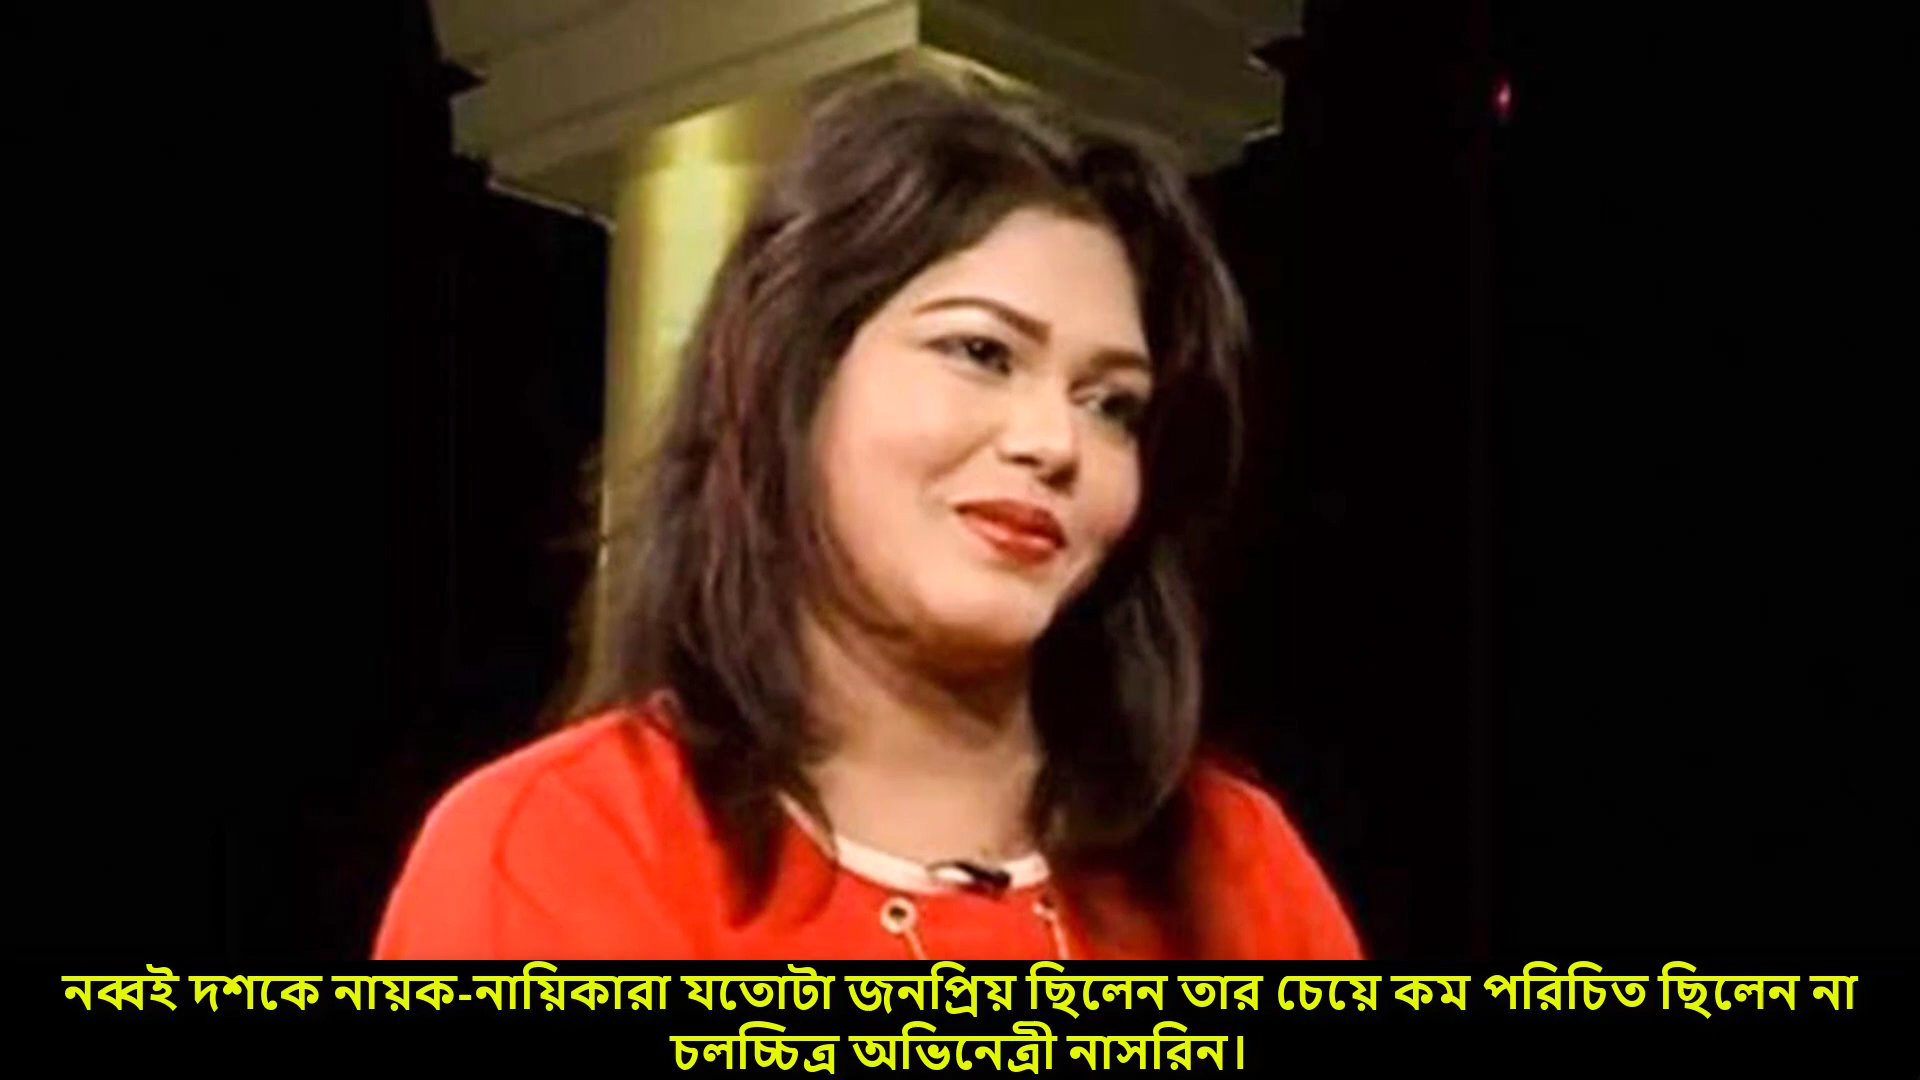 নব্বই দশকে নায়ক-নায়িকারা যতোটা জনপ্রিয় ছিলেন তার চেয়ে কম পরিচিত ছিলেন না
চলচ্চিত্র অভিনেত্রী নাসরিন।